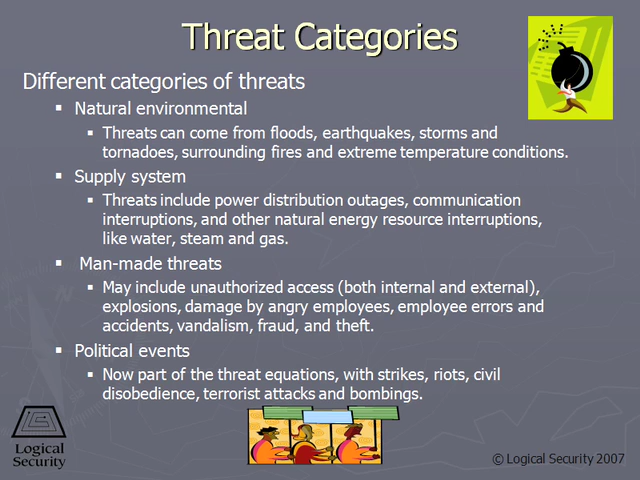 Threat Categories
Different categories of threats
Natural environmental
Threats can come from floods, earthquakes, storms and
tornadoes, surrounding fires and extreme temperature conditions.
Supply system
Threats include power distribution outages, communication
interruptions, and other natural energy resource interruptions,
like water, steam and gas.
Man-made threats
May include unauthorized access (both internal and external),
explosions, damage by angry employees, employee errors and
accidents, vandalism, fraud, and theft.
Political events
Now part of the threat equations, with strikes, riots, civil
disobedience, terrorist attacks and bombings.
Logical
Security
© Logical Security 2007